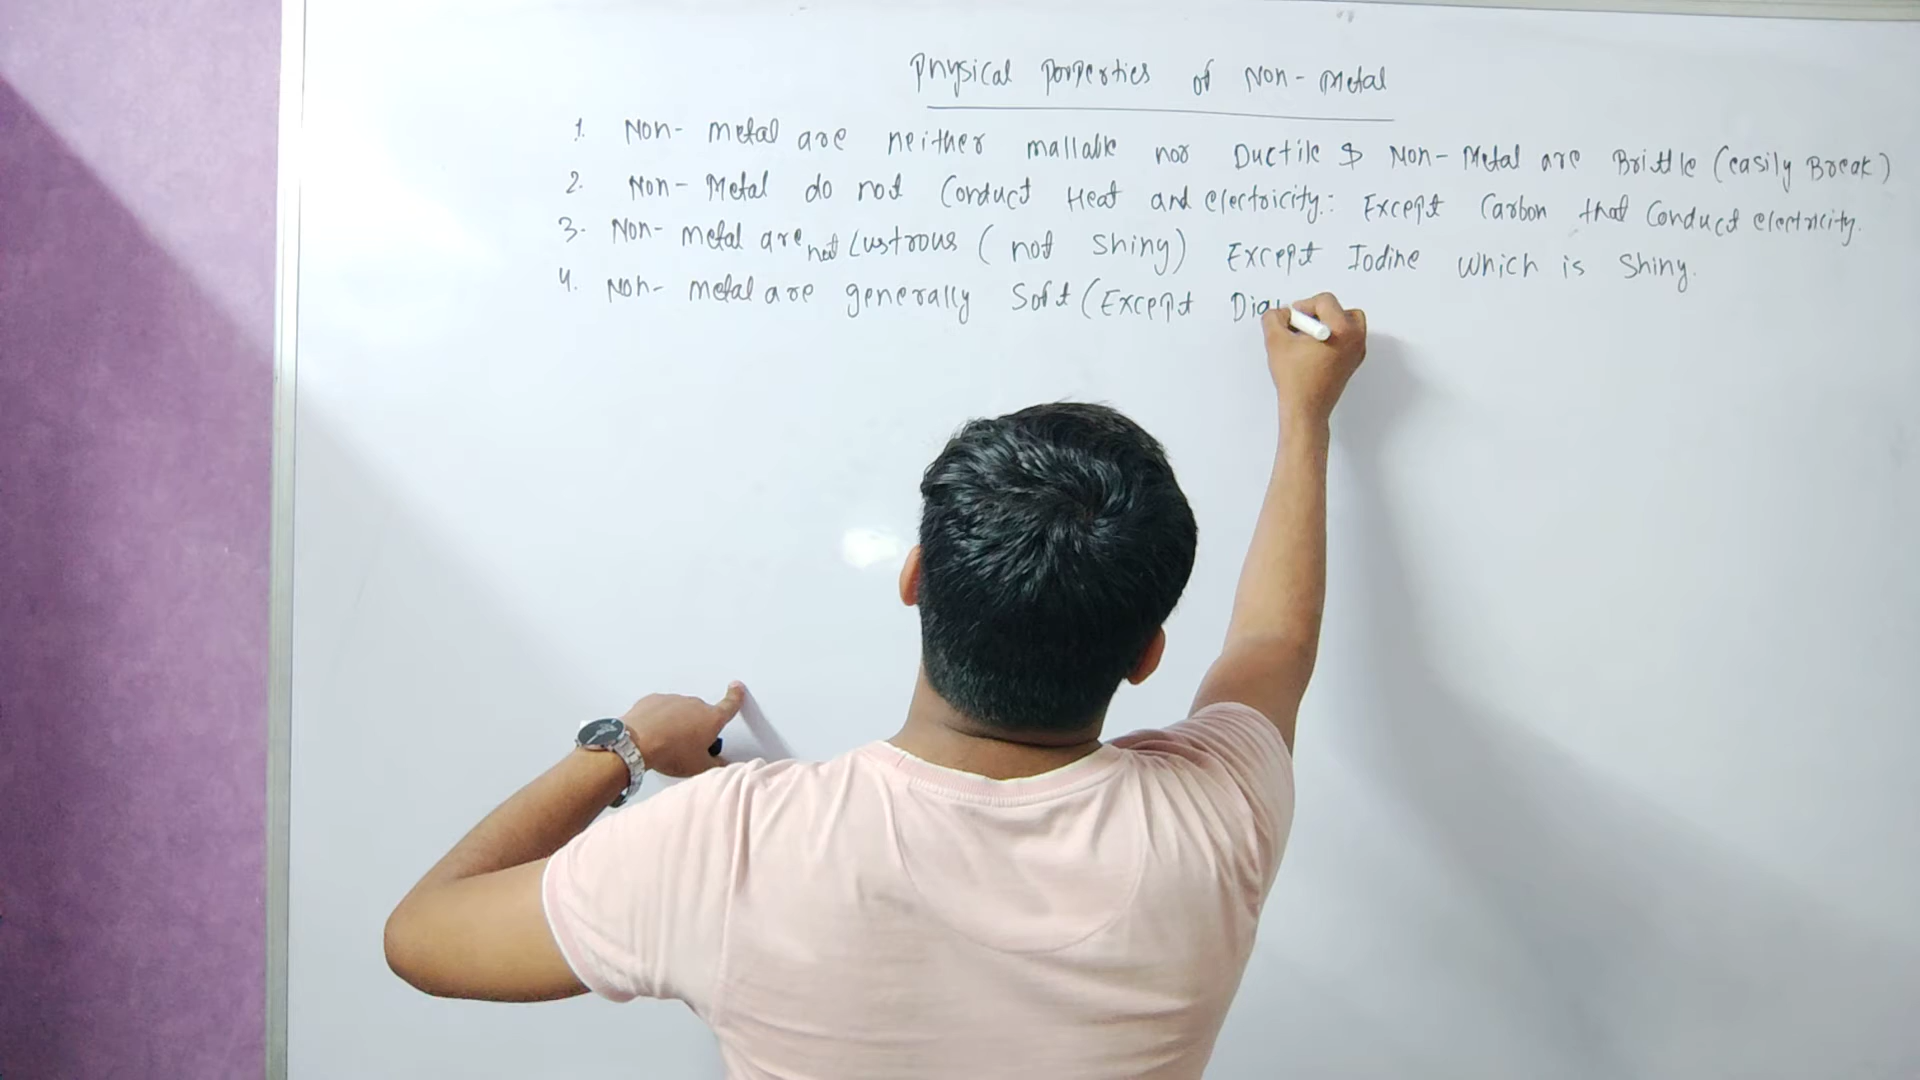 Physical Porperties of Non-Metal
1. Non-metal are neither mallable nor Ductile & Non-Metal are Brittle (easily Break)
2. Non-Metal do not Conduct Heat and electricity: Except Carbon that Conduct electricity.
3. Non-metal are not Lustrous (not shiny) Except Iodine which is shiny.
4. Non-metal are generally Soft (Except Dia